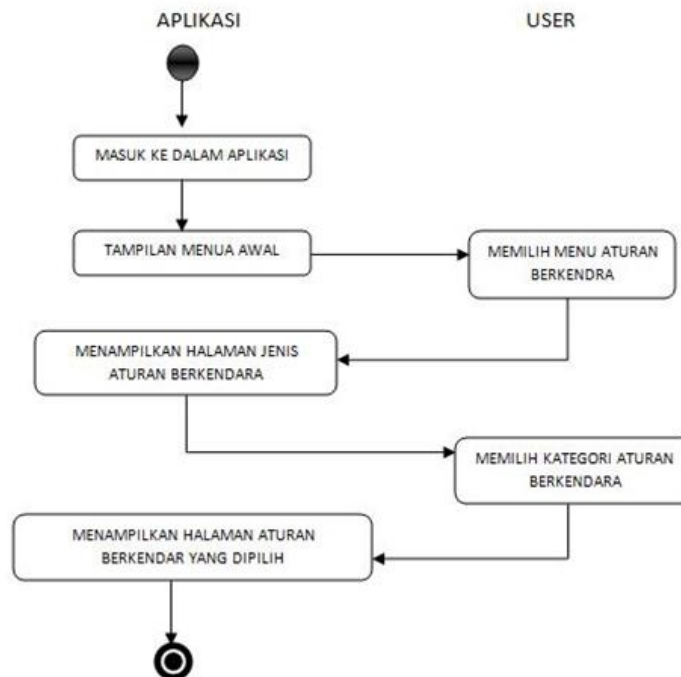 APLIKASI
USER
MASUK KE DALAM APLIKASI
TAMPILAN MENUA AWAL
MEMILIH MENU ATURAN
BERKENDRA
MENAMPILKAN HALAMAN JENIS
ATURAN BERKENDARA
MEMILIH KATEGORI ATURAN
BERKENDARA
MENAMPILKAN HALAMAN ATURAN
BERKENDAR YANG DIPILIH